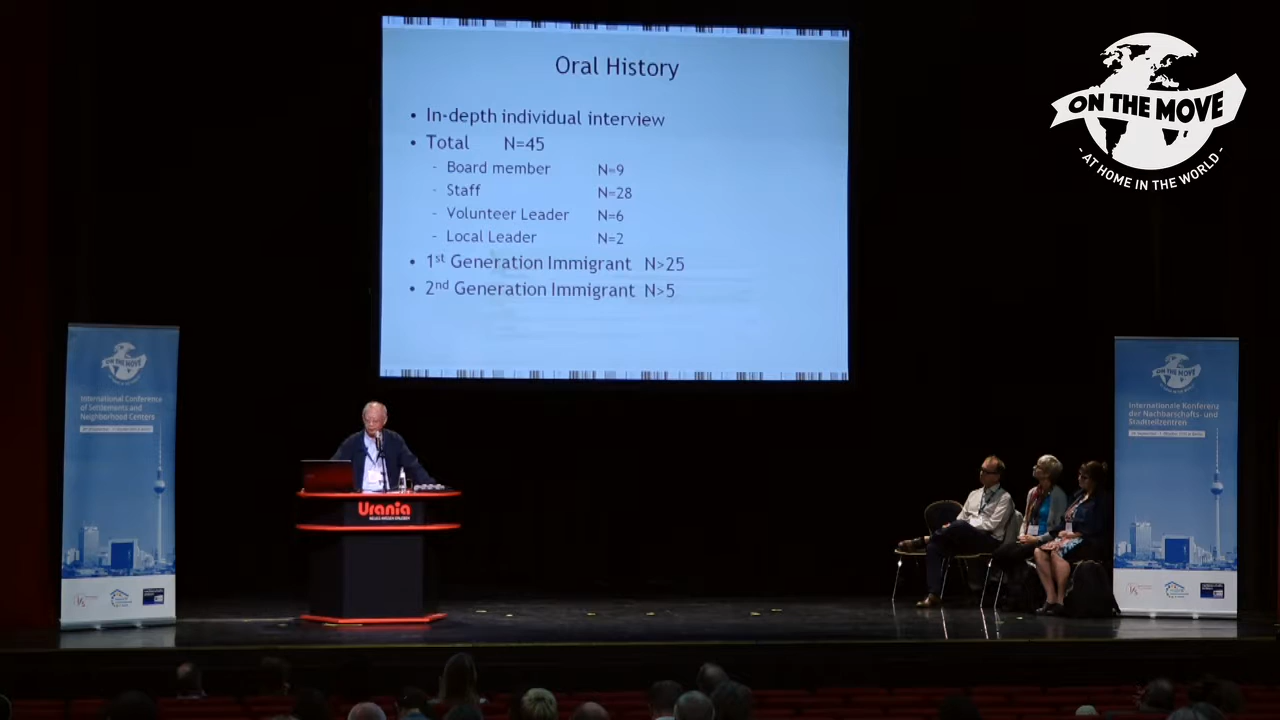 Oral History
• In-depth individual interview
• Total N=45
- Board member N=9
- Staff N=28
- Volunteer Leader N=6
- Local Leader N=2
• 1st Generation Immigrant N>25
• 2nd Generation Immigrant N>5
ON THE MOVE
- AT HOME IN THE WORLD -
ON THE MOVE
International Conference
of Settlements and
Neighborhood Centers
Urania
ON THE MOVE
Internationale Konferenz
der Nachbarschafts- und
Stadtteilzentren